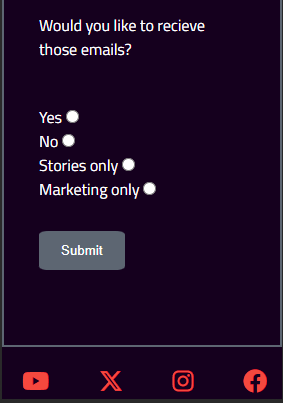 Would you like to recieve
those emails?
Yes
No
Stories only
Marketing only
Submit